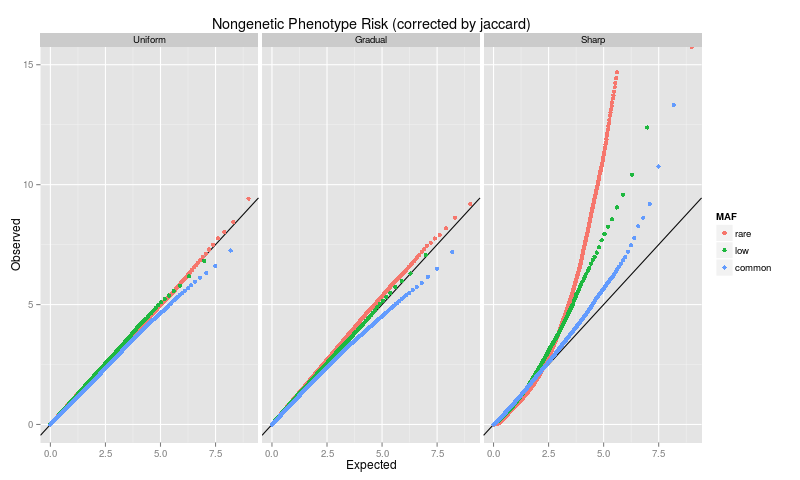 Nongenetic Phenotype Risk (corrected by jaccard)
Uniform
Gradual
Sharp
15
10
5
0
Observed
0.0
2.5
5.0
7.5
0.0
2.5
5.0
7.5
0.0
2.5
5.0
7.5
Expected
MAF
rare
low
common